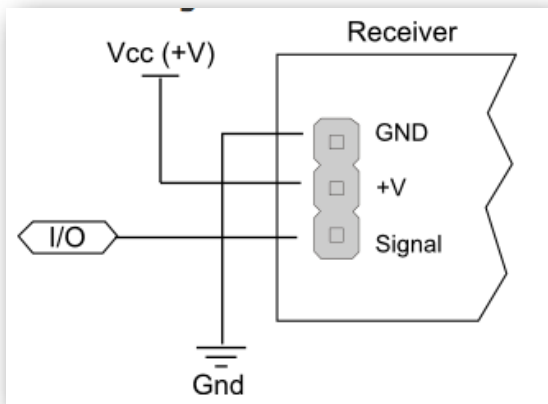 Receiver
Vcc (+V)
GND
+V
I/O
Signal
Gnd